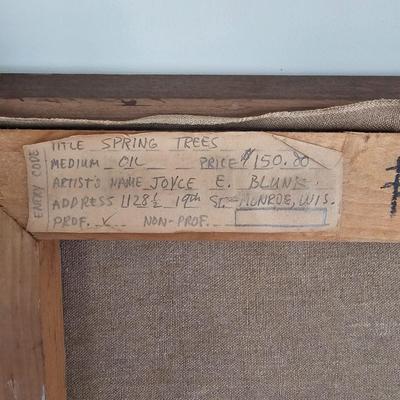 TITLE SPRING TREES
MEDIUM OIL PRICE $150.00
ARTIST'S NAME JOYCE E. BLUNK
ADDRESS 1128½ 19th St. MONROE, WIS.
PROF. ✓ NON-PROF.
ENTRY CODE